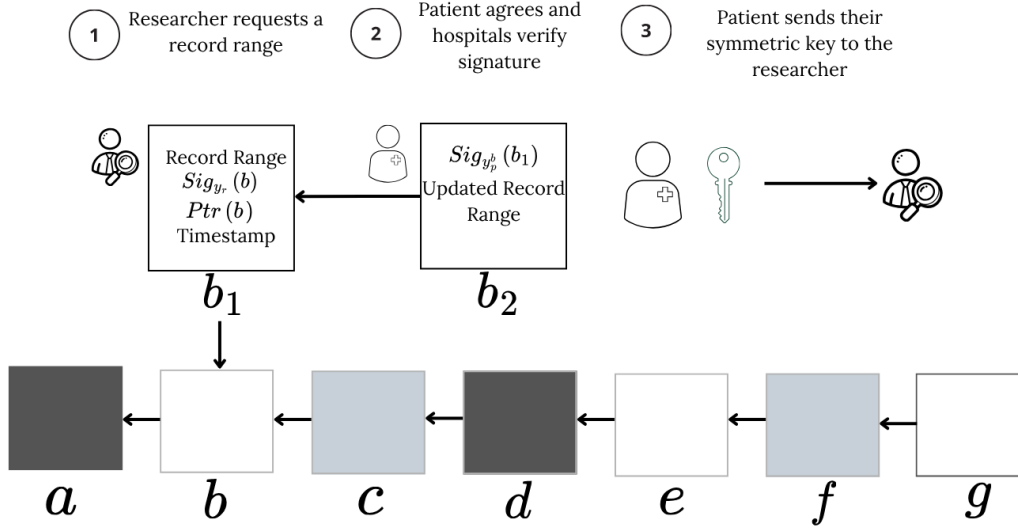 1
Researcher requests a
record range
2
Patient agrees and
hospitals verify
signature
3
Patient sends their
symmetric key to the
researcher
Record Range
Sig_{y_r}(b)
Ptr(b)
Timestamp
b_1
Sig_{y_p^b}(b_1)
Updated Record
Range
b_2
a
b
c
d
e
f
g